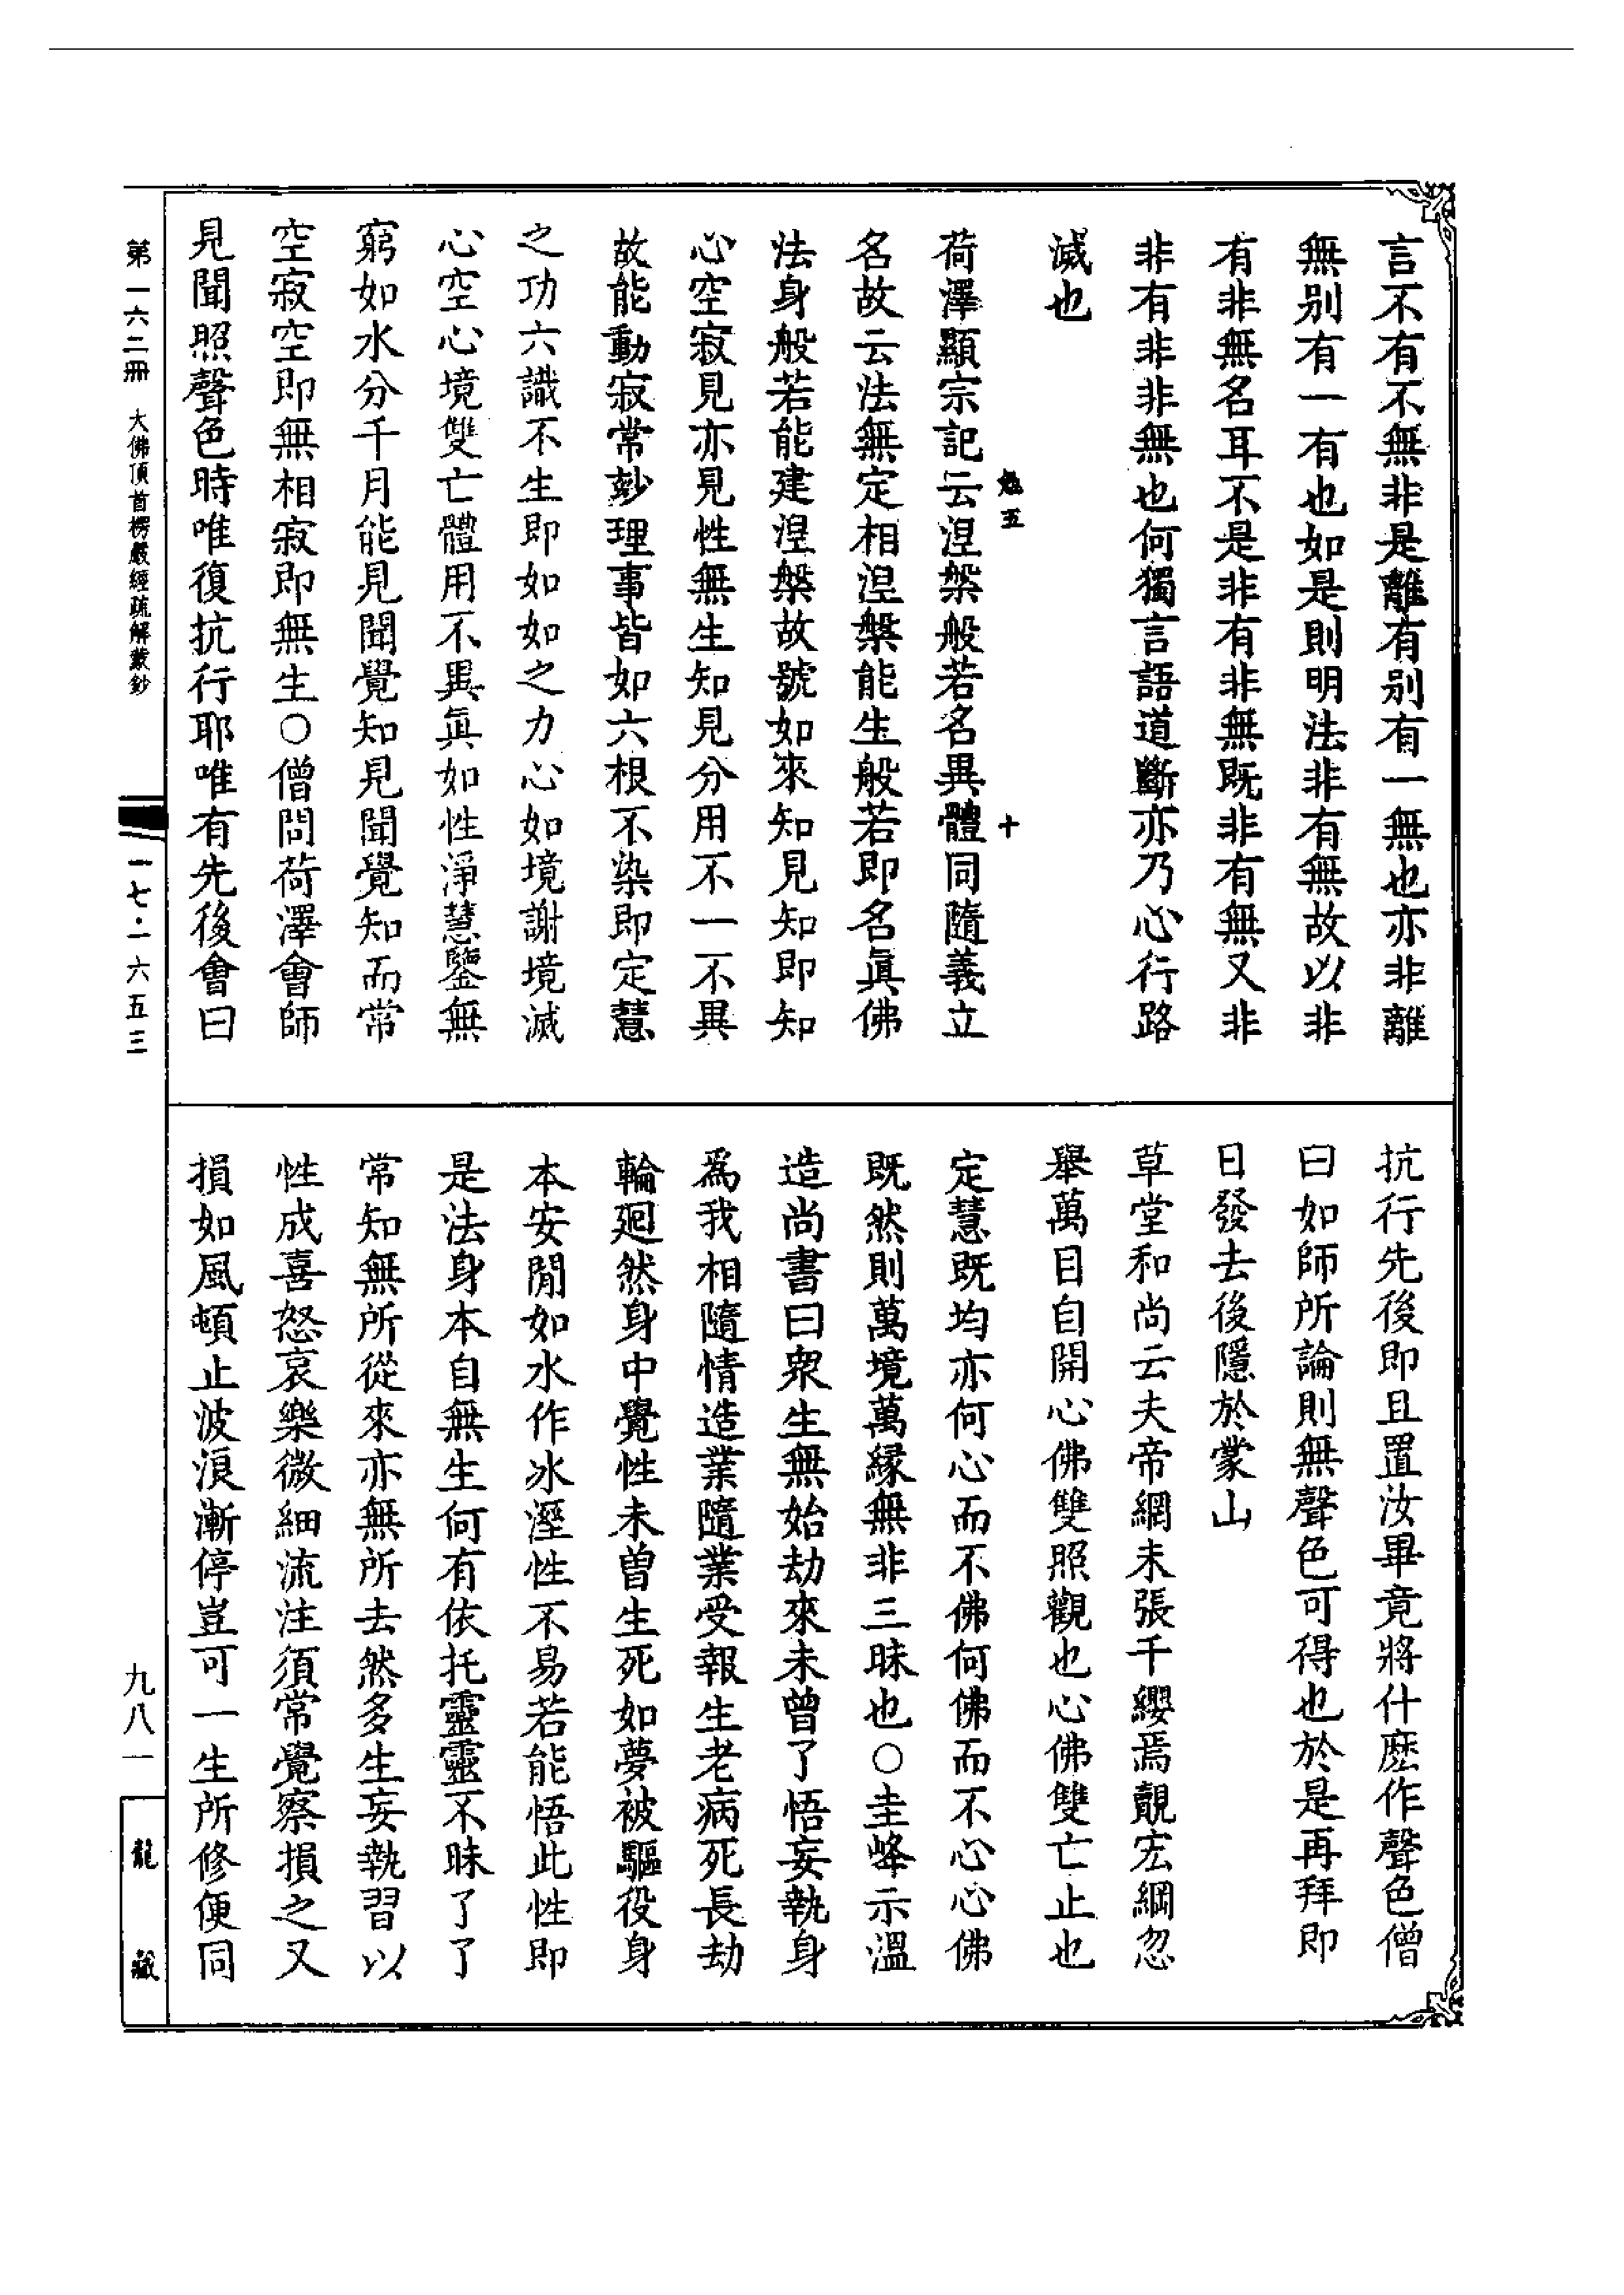 言不有不無非是離有别有一無也亦非離
無别有一有也如是則明法非有無故以非
有非無名耳不是非有非無既非有無又非
非有非非無也何獨言語道斷亦乃心行路
滅也
五 十
荷澤顯宗記云涅槃般若名異體同隨義立
名故云法無定相涅槃能生般若即名真佛
法身般若能建涅槃故號如來知見知即知
心空寂見亦見性無生知見分用不一不異
故能動寂常玅理事皆如六根不染即定慧
之功六識不生即如如之力心如境謝境滅
心空心境雙亡體用不異真如性淨慧鑒無
窮如水分千月能見聞覺知見聞覺知而常
空寂空即無相寂即無生○僧問荷澤會師
見聞照聲色時唯復抗行耶唯有先後會曰
抗行先後即且置汝畢竟將什麽作聲色僧
曰如師所論則無聲色可得也於是再拜即
日發去後隱於蒙山
草堂和尚云夫帝網未張千纓焉覿宏綱忽
舉萬目自開心佛雙照觀也心佛雙亡止也
定慧既均亦何心而不佛何佛而不心心佛
既然則萬境萬緣無非三昧也○圭峰示溫
造尚書曰衆生無始劫來未曾了悟妄執身
爲我相隨情造業隨業受報生老病死長劫
輪迴然身中覺性未曾生死如夢被驅役身
本安閒如水作冰溼性不易若能悟此性即
是法身本自無生何有依托靈靈不昧了了
常知無所從來亦無所去然多生妄執習以
性成喜怒哀樂微細流注須常覺察損之又
損如風頓止波浪漸停豈可一生所修便同
第一六二冊 大佛頂首楞嚴經疏解蒙鈔
一七·一六五三
九八一
龍藏